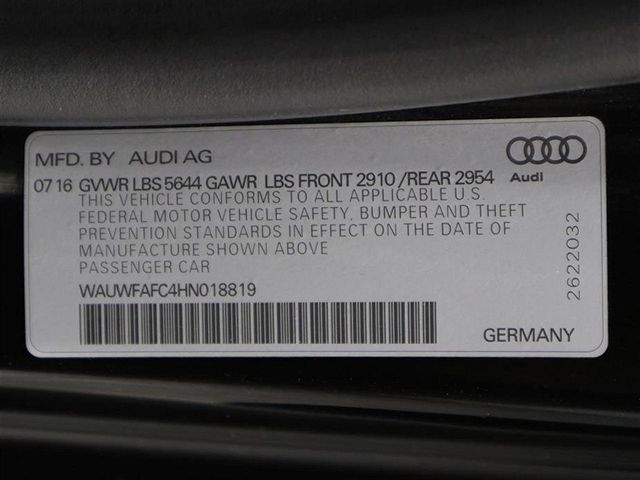 MFD. BY AUDI AG
Audi
07 16 GVWR LBS 5644 GAWR LBS FRONT 2910 /REAR 2954
THIS VEHICLE CONFORMS TO ALL APPLICABLE U.S.
FEDERAL MOTOR VEHICLE SAFETY, BUMPER AND THEFT
PREVENTION STANDARDS IN EFFECT ON THE DATE OF
MANUFACTURE SHOWN ABOVE
PASSENGER CAR
WAUWFAFC4HN018819
2622032
GERMANY